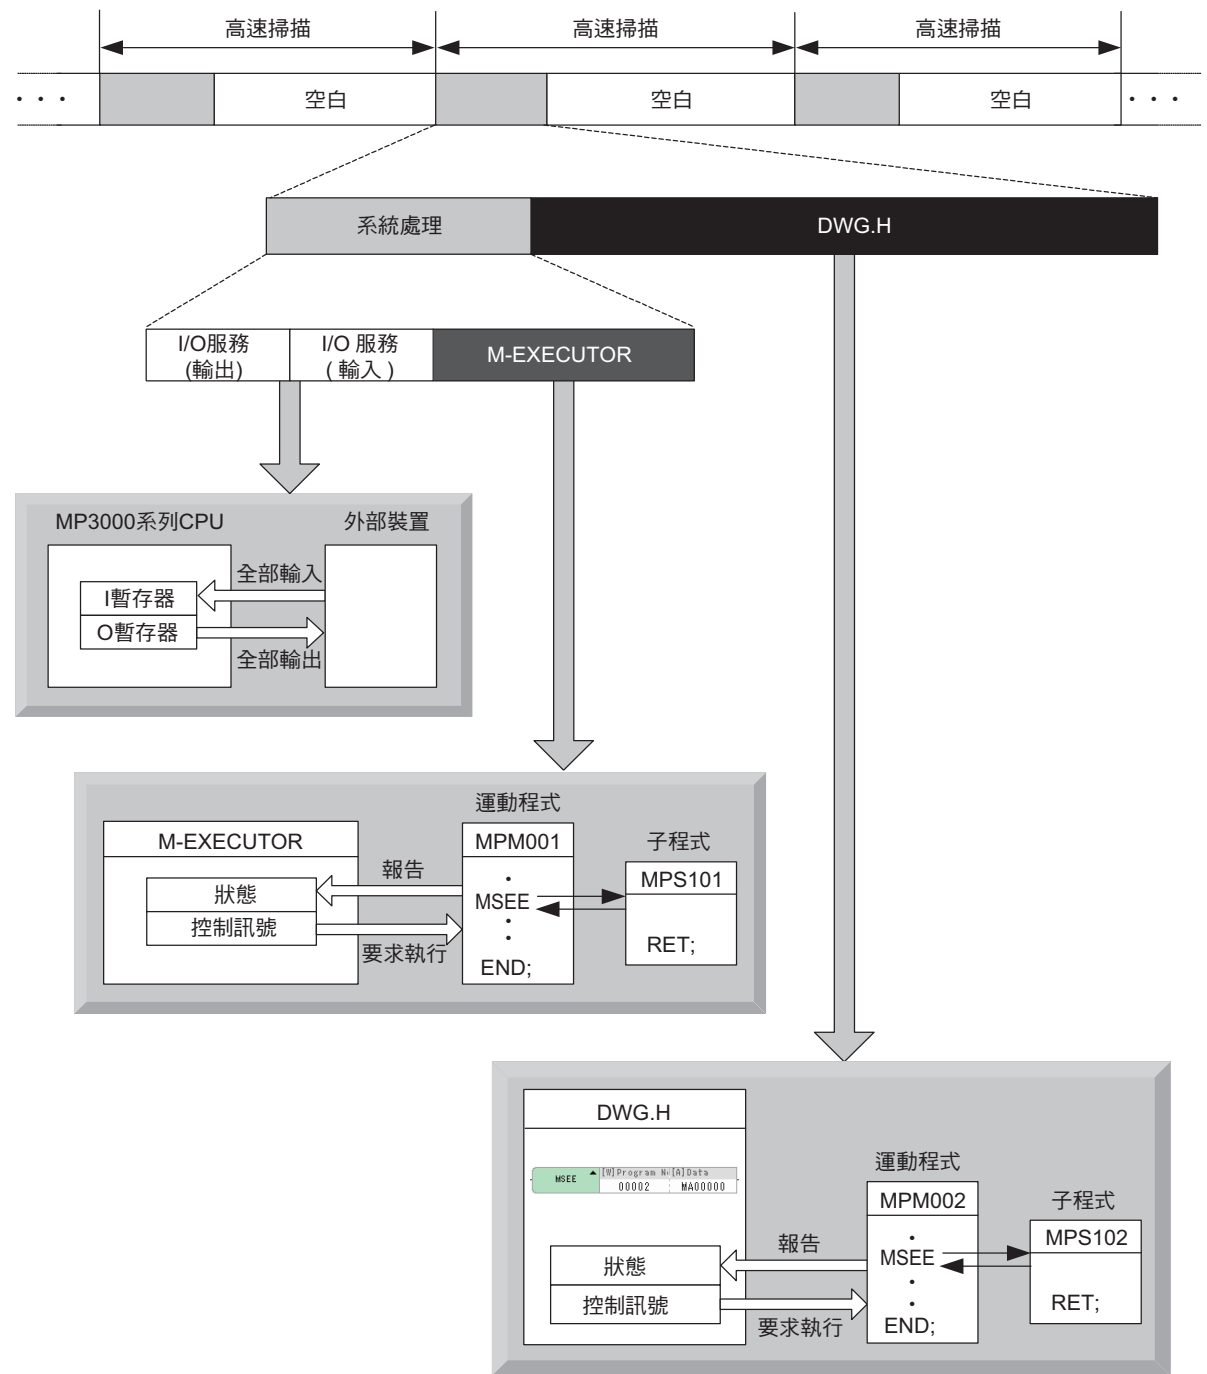 高速掃描
高速掃描
高速掃描
・・・
空白
空白
空白
・・・
系統處理
DWG.H
I/O服務
(輸出)
I/O 服務
( 輸入 )
M-EXECUTOR
MP3000系列CPU
外部裝置
全部輸入
I暫存器
O暫存器
全部輸出
運動程式
M-EXECUTOR
MPM001
子程式
報告
MPS101
狀態
MSEE
控制訊號
要求執行
RET;
END;
DWG.H
MSEE
[W]Program No
[A]Data
00002
MA00000
運動程式
MPM002
子程式
MPS102
報告
MSEE
狀態
控制訊號
RET;
要求執行
END;